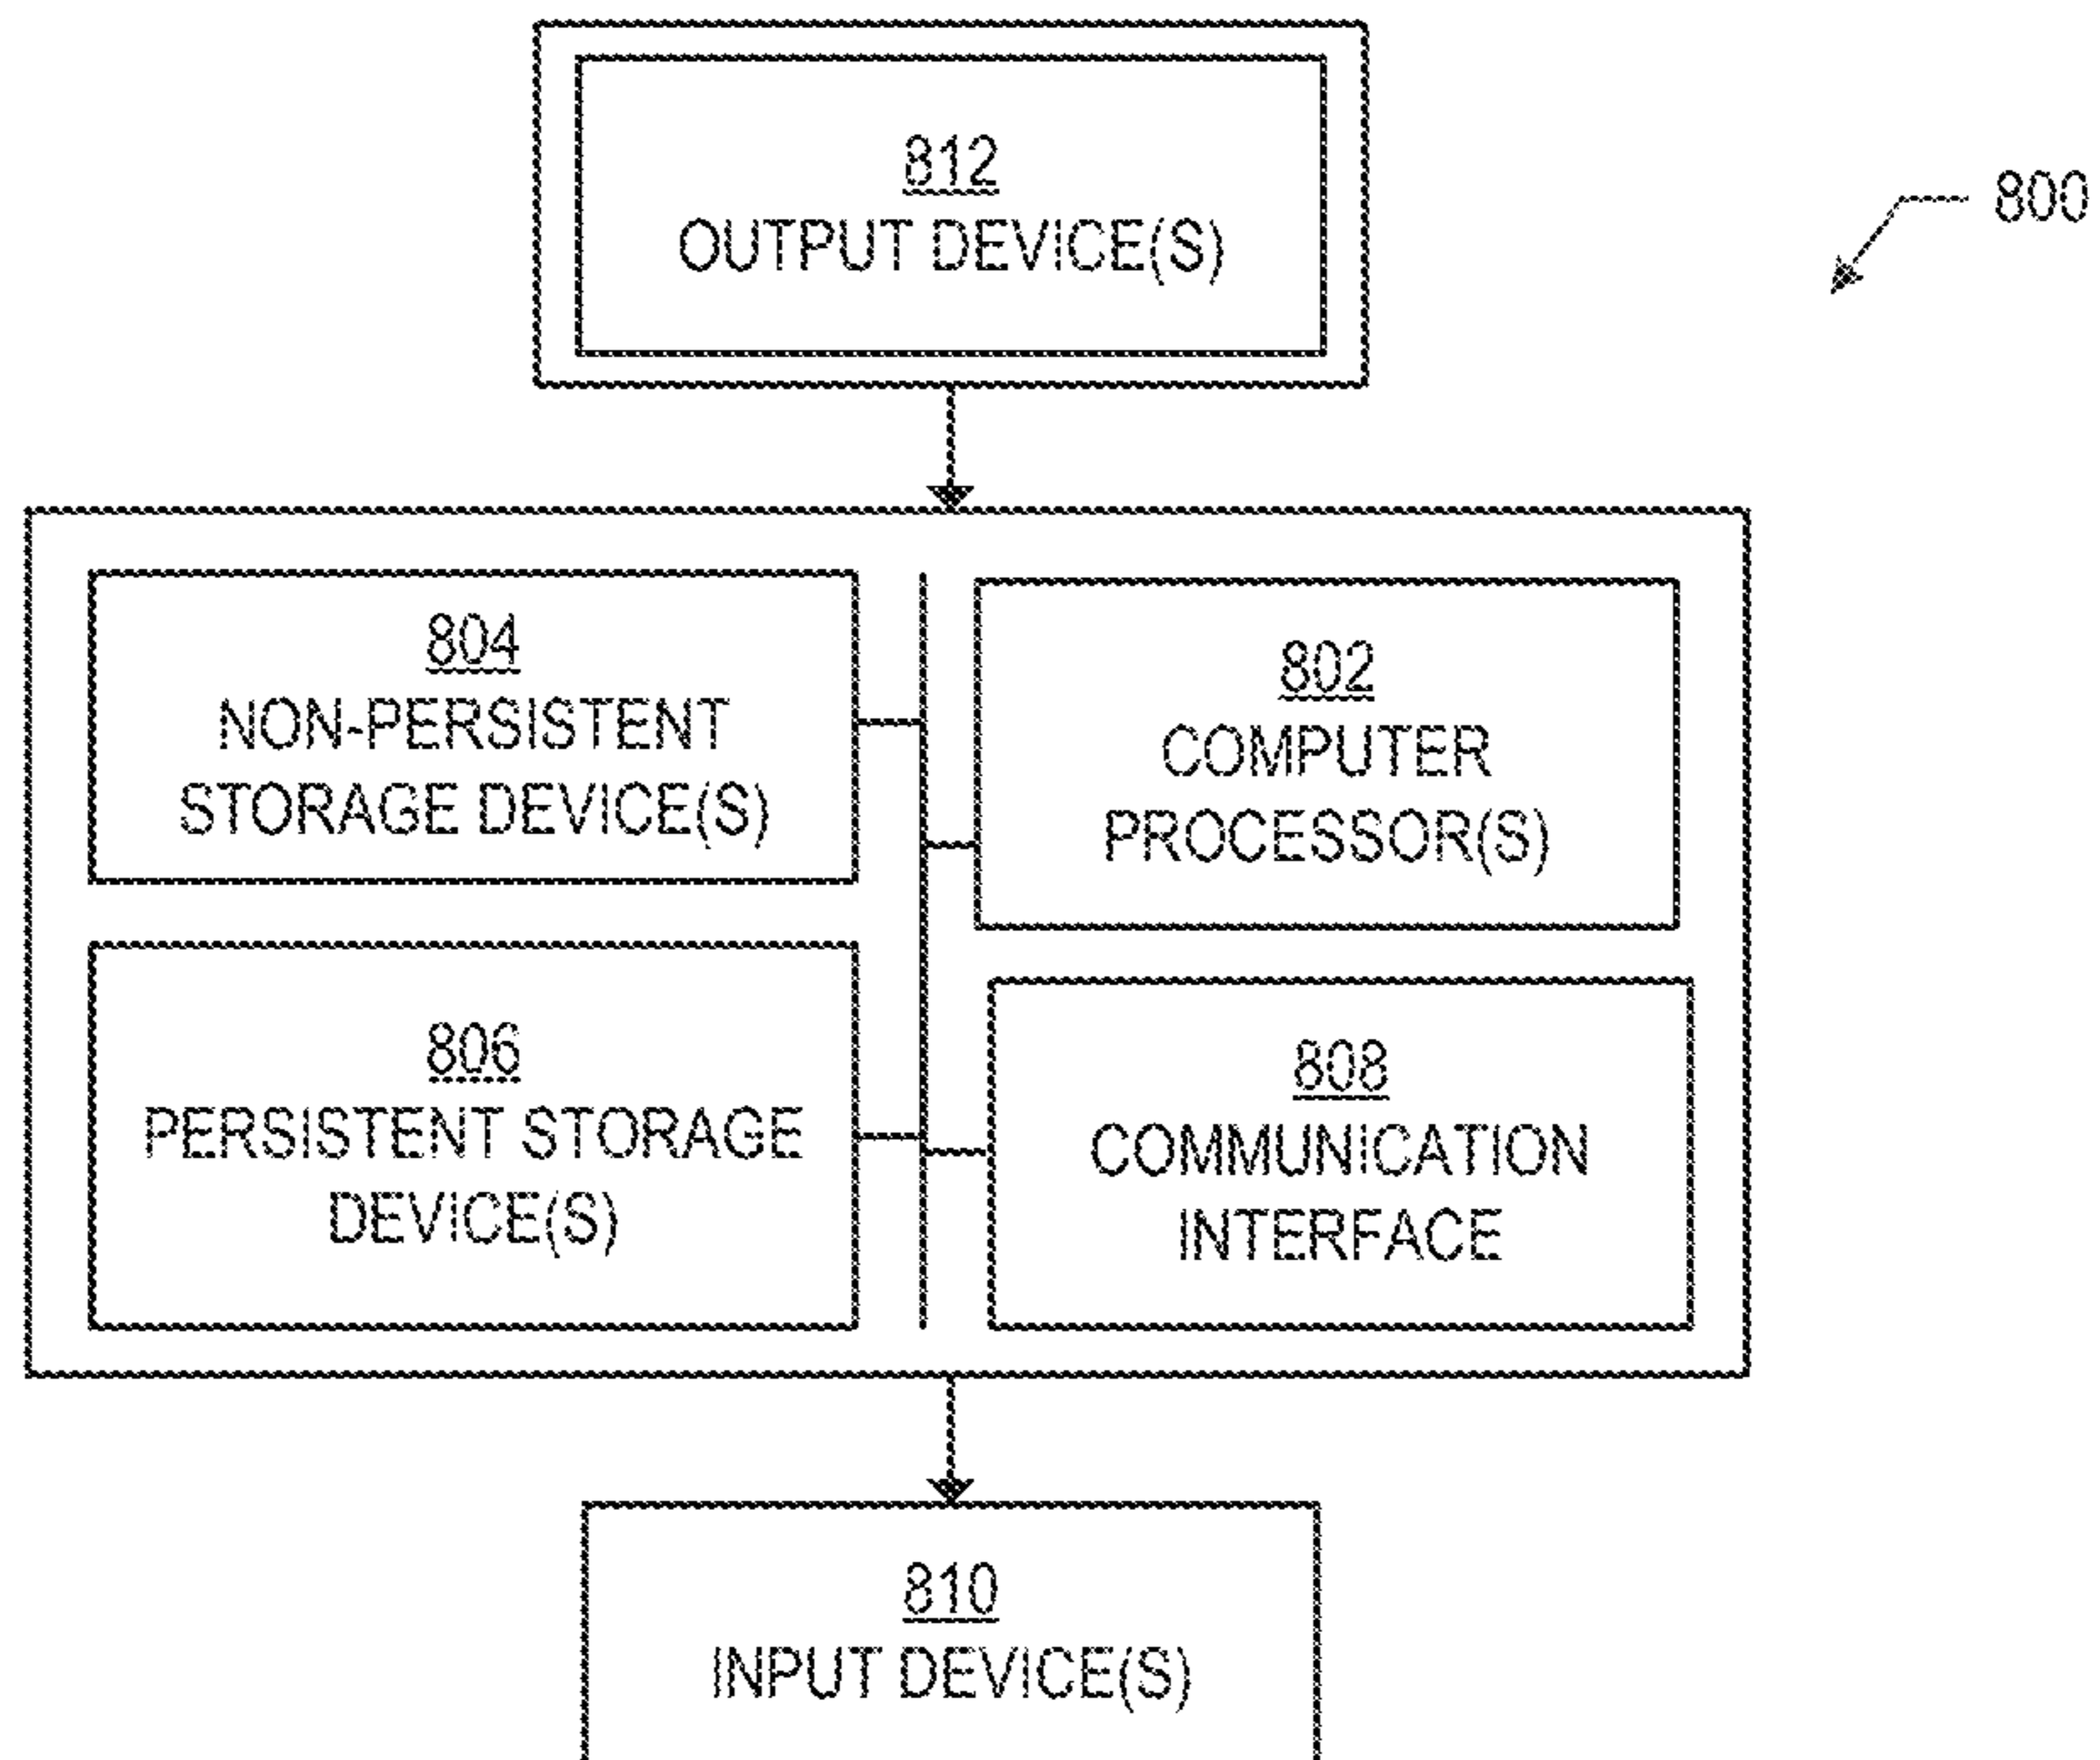 812
OUTPUT DEVICE(S)
800
804
NON-PERSISTENT
STORAGE DEVICE(S)
802
COMPUTER
PROCESSOR(S)
806
PERSISTENT STORAGE
DEVICE(S)
808
COMMUNICATION
INTERFACE
810
INPUT DEVICE(S)